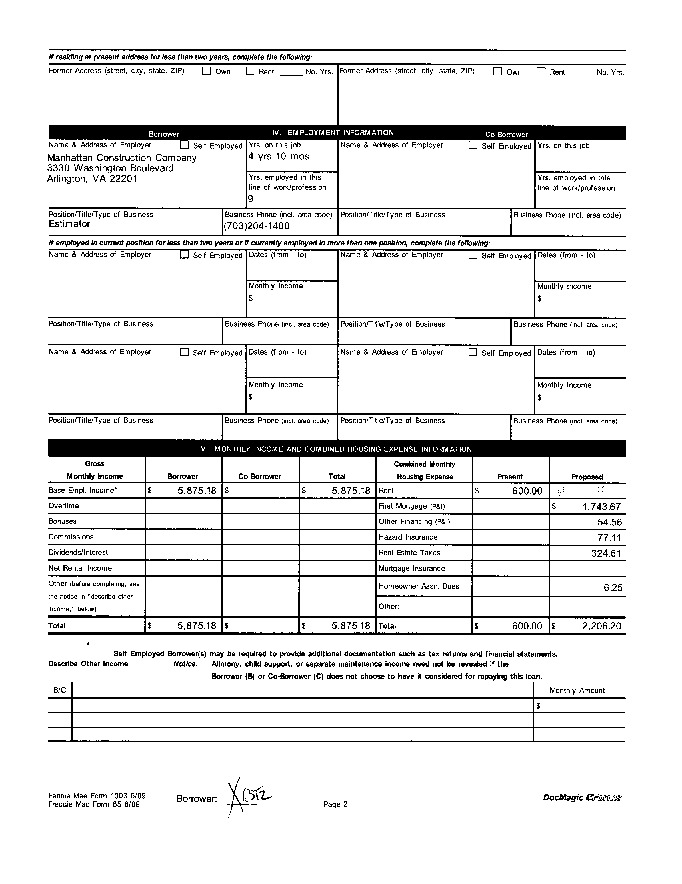 If residing at present address for less than two years, complete the following:
Former Address (street, city, state, ZIP) Own Rent No. Yrs. Former Address (street, city, state, ZIP) Own Rent No. Yrs.
Borrower IV. EMPLOYMENT INFORMATION Co-Borrower
Name & Address of Employer Self Employed Yrs. on this job Name & Address of Employer Self Employed Yrs. on this job
Manhattan Construction Company 4 yrs 10 mos
3330 Washington Boulevard
Arlington, VA 22201
Yrs. employed in this line of work/profession Yrs. employed in this line of work/profession
9
Position/Title/Type of Business Business Phone (incl. area code) Position/Title/Type of Business Business Phone (incl. area code)
Estimator (703)204-1400
If employed in current position for less than two years or if currently employed in more than one position, complete the following:
Name & Address of Employer Self Employed Dates (from - to) Name & Address of Employer Self Employed Dates (from - to)
Monthly Income Monthly Income
$ $
Position/Title/Type of Business Business Phone (incl. area code) Position/Title/Type of Business Business Phone (incl. area code)
Name & Address of Employer Self Employed Dates (from - to) Name & Address of Employer Self Employed Dates (from - to)
Monthly Income Monthly Income
$ $
Position/Title/Type of Business Business Phone (incl. area code) Position/Title/Type of Business Business Phone (incl. area code)
V. MONTHLY INCOME AND COMBINED HOUSING EXPENSE INFORMATION
Gross Monthly Income Borrower Co-Borrower Total Combined Monthly Housing Expense Present Proposed
Base Empl. Income* $ 5,875.18 $ $ 5,875.18 Rent $ 600.00
Overtime First Mortgage (P&I) $ 1,743.67
Bonuses Other Financing (P&I) 54.56
Commissions Hazard Insurance 77.11
Dividends/Interest Real Estate Taxes 324.61
Net Rental Income Mortgage Insurance
Other (before completing, see Homeowner Assn. Dues 6.25
the notice in "describe other
income," below) Other:
Total $ 5,875.18 $ $ 5,875.18 Total $ 600.00 $ 2,206.20
*
Self Employed Borrower(s) may be required to provide additional documentation such as tax returns and financial statements.
Describe Other Income Notice: Alimony, child support, or separate maintenance income need not be revealed if the
Borrower (B) or Co-Borrower (C) does not choose to have it considered for repaying this loan.
B/C Monthly Amount
$
Fannie Mae Form 1003 6/09
Freddie Mac Form 65 6/09
Borrower:
Page 2
DocMagic